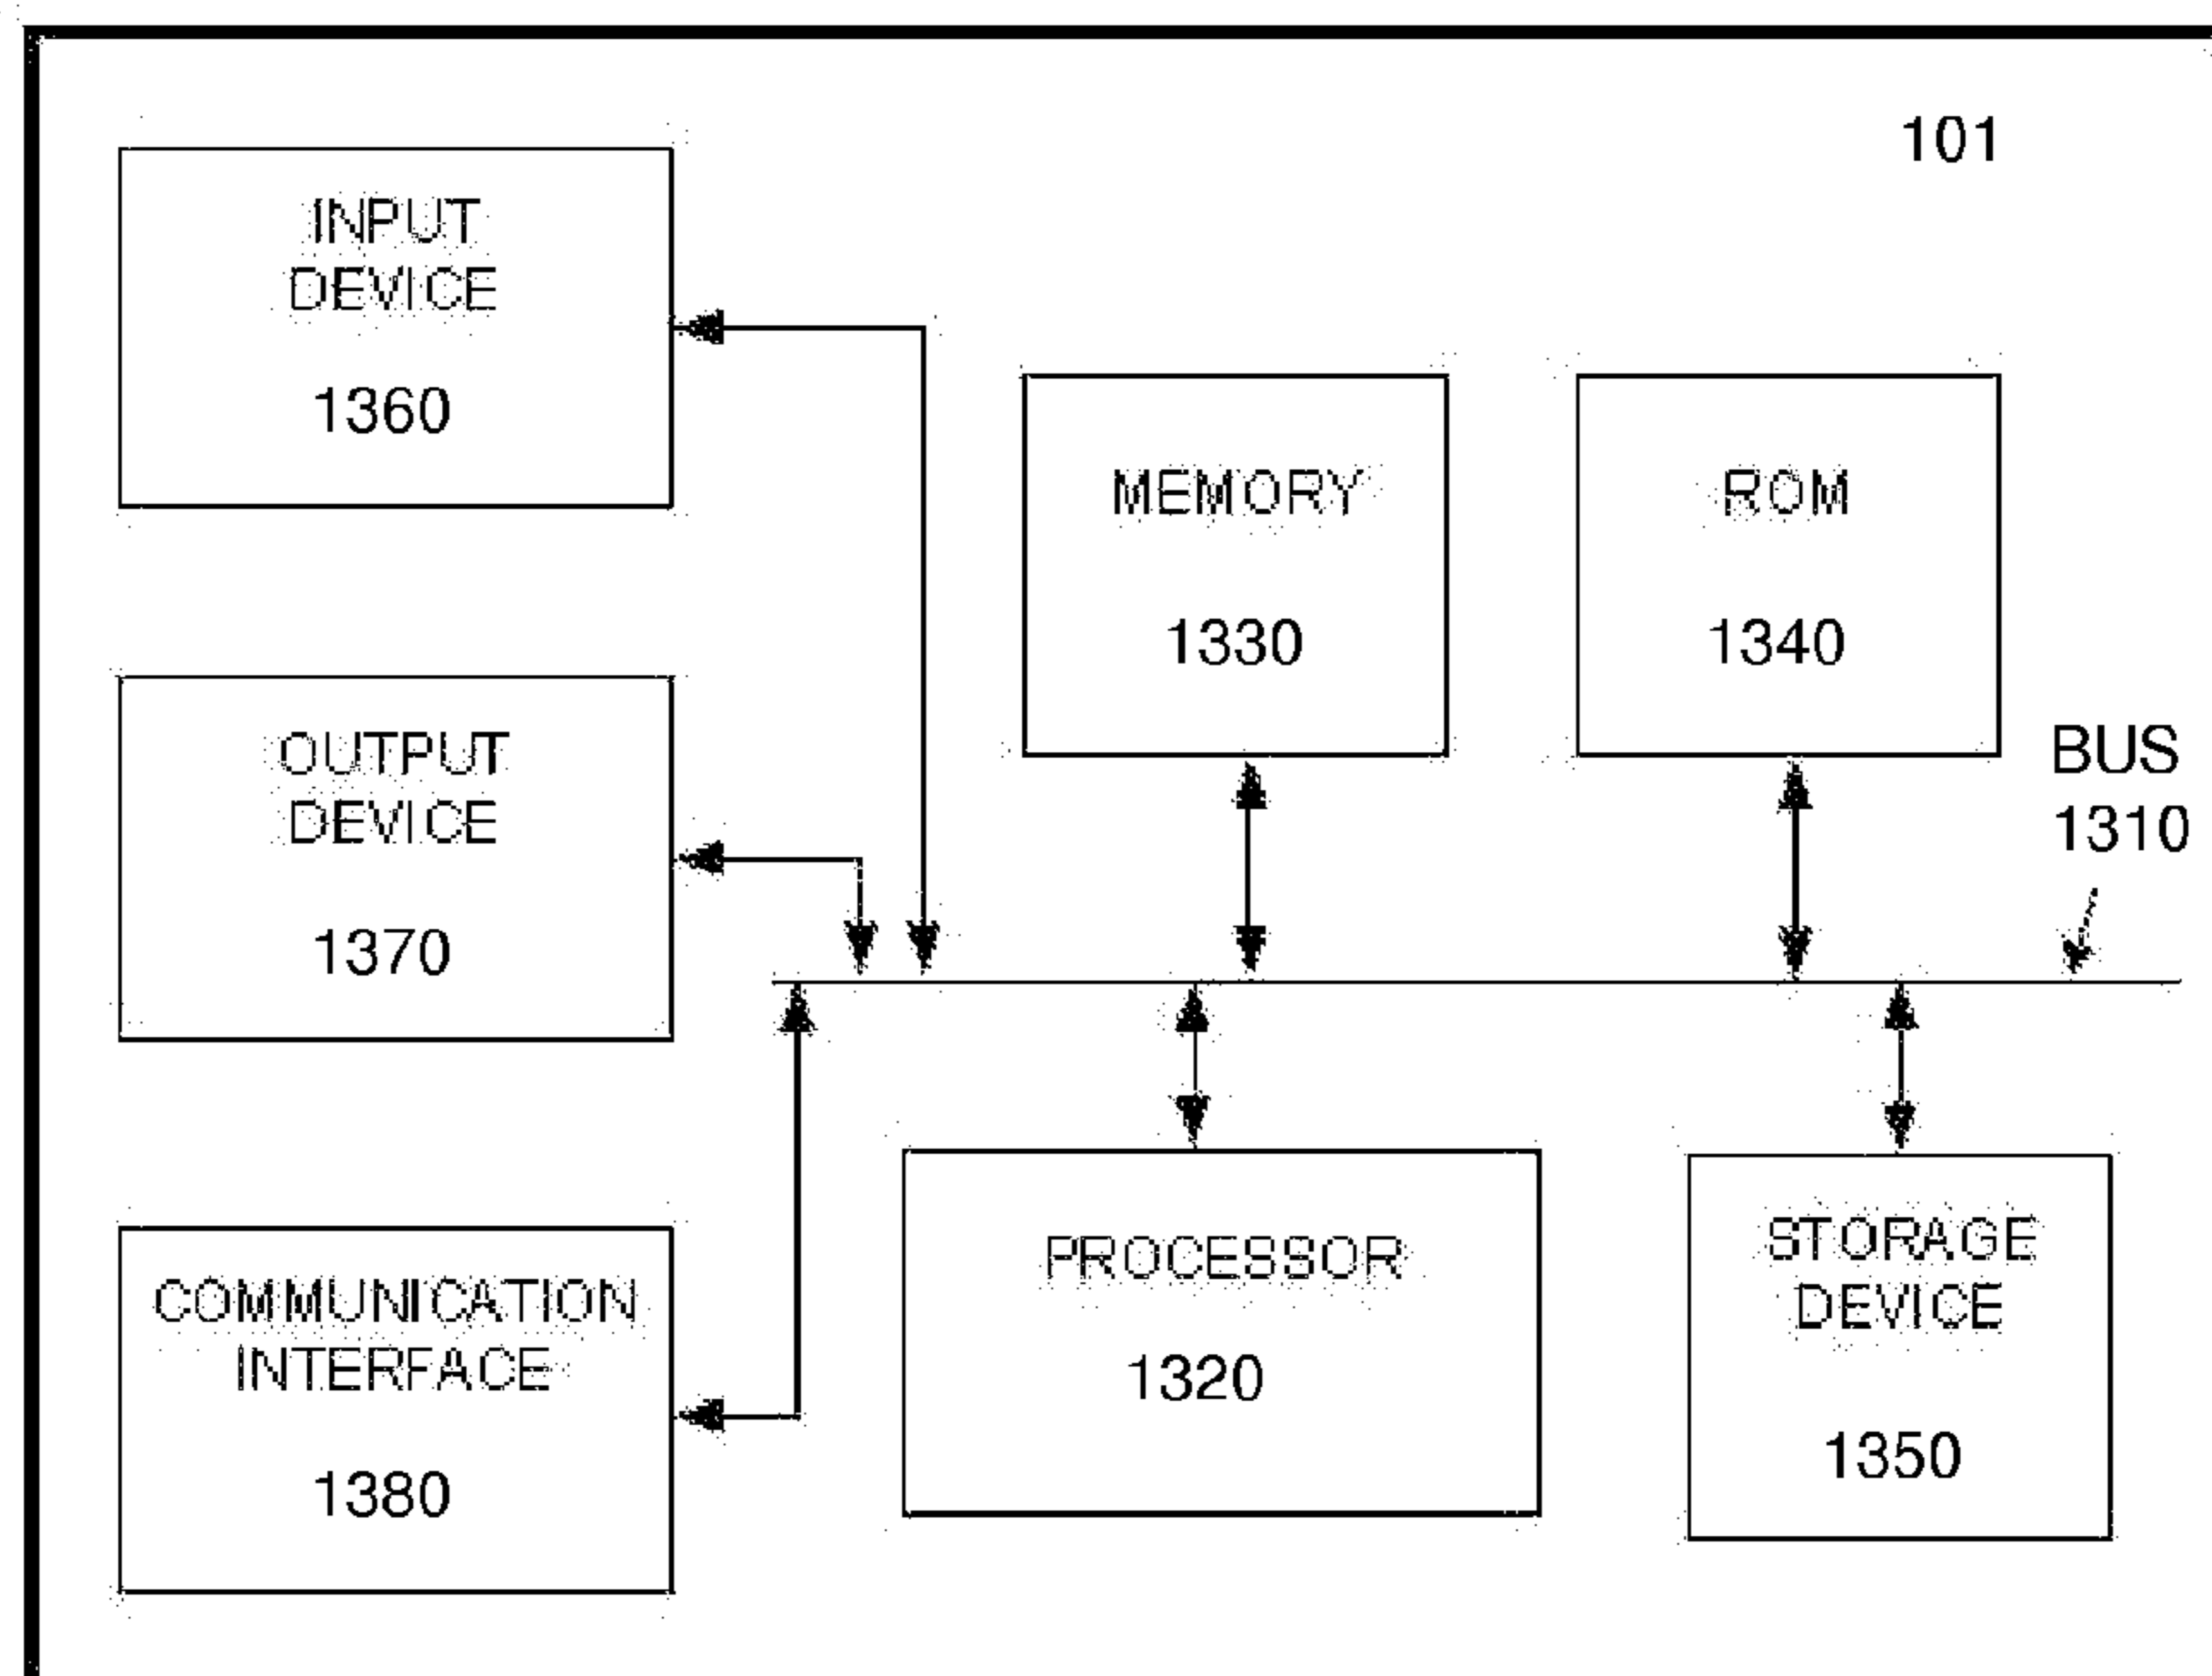 101
INPUT
DEVICE
1360
MEMORY
1330
ROM
1340
OUTPUT
DEVICE
1370
BUS
1310
COMMUNICATION
INTERFACE
1380
PROCESSOR
1320
STORAGE
DEVICE
1350